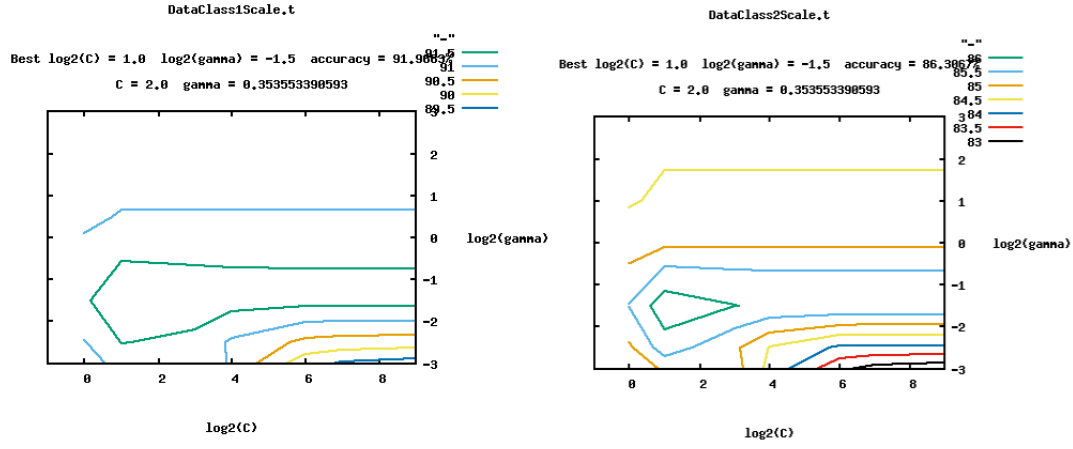 DataClass1Scale.t
"-"
91.5
Best log2(C) = 1.0 log2(gamma) = -1.5 accuracy =
91
C = 2.0 gamma = 0.353553390593
90.5
90
89.5
3
2
1
0
-1
-2
-3
log2(gamma)
0 2 4 6 8
log2(C)
DataClass2Scale.t
"-"
86
Best log2(C) = 1.0 log2(gamma) = -1.5 accuracy = 86.3067%
85.5
85
C = 2.0 gamma = 0.353553390593
84.5
84
83.5
83
3
2
1
0
-1
-2
-3
log2(gamma)
0 2 4 6 8
log2(C)